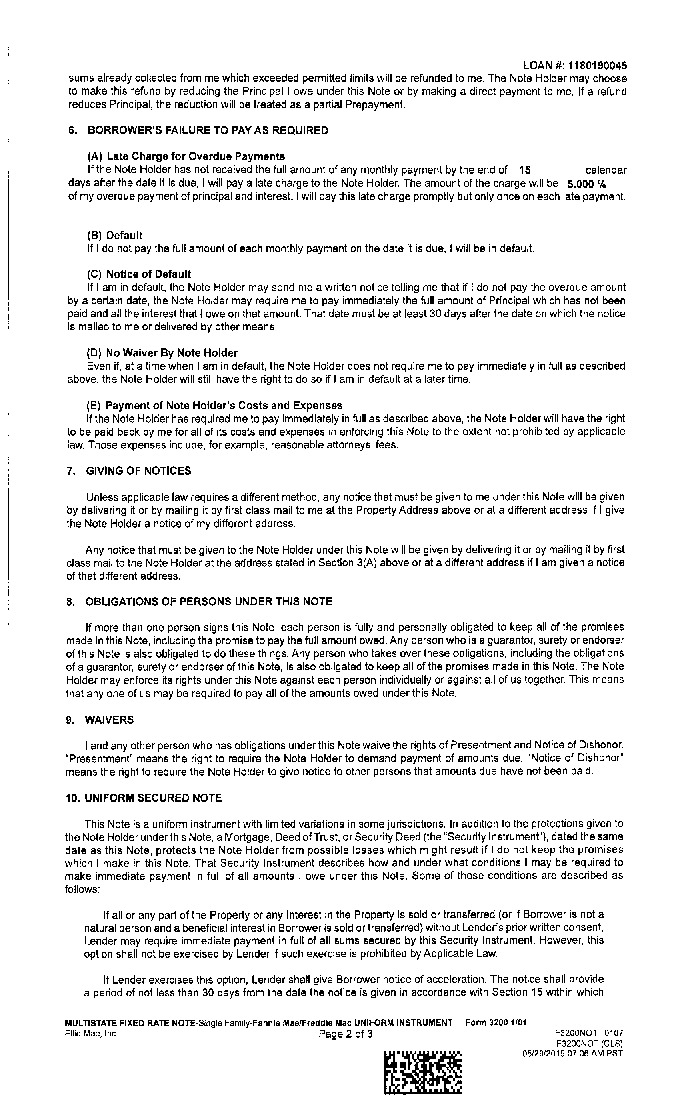 LOAN #: 1180190045
sums already collected from me which exceeded permitted limits will be refunded to me. The Note Holder may choose
to make this refund by reducing the Principal I owe under this Note or by making a direct payment to me. If a refund
reduces Principal, the reduction will be treated as a partial Prepayment.
6. BORROWER'S FAILURE TO PAY AS REQUIRED
(A) Late Charge for Overdue Payments
If the Note Holder has not received the full amount of any monthly payment by the end of 15 calendar
days after the date it is due, I will pay a late charge to the Note Holder. The amount of the charge will be 5.000 %
of my overdue payment of principal and interest. I will pay this late charge promptly but only once on each late payment.
(B) Default
If I do not pay the full amount of each monthly payment on the date it is due, I will be in default.
(C) Notice of Default
If I am in default, the Note Holder may send me a written notice telling me that if I do not pay the overdue amount
by a certain date, the Note Holder may require me to pay immediately the full amount of Principal which has not been
paid and all the interest that I owe on that amount. That date must be at least 30 days after the date on which the notice
is mailed to me or delivered by other means.
(D) No Waiver By Note Holder
Even if, at a time when I am in default, the Note Holder does not require me to pay immediately in full as described
above, the Note Holder will still have the right to do so if I am in default at a later time.
(E) Payment of Note Holder's Costs and Expenses
If the Note Holder has required me to pay immediately in full as described above, the Note Holder will have the right
to be paid back by me for all of its costs and expenses in enforcing this Note to the extent not prohibited by applicable
law. Those expenses include, for example, reasonable attorneys' fees.
7. GIVING OF NOTICES
Unless applicable law requires a different method, any notice that must be given to me under this Note will be given
by delivering it or by mailing it by first class mail to me at the Property Address above or at a different address if I give
the Note Holder a notice of my different address.
Any notice that must be given to the Note Holder under this Note will be given by delivering it or by mailing it by first
class mail to the Note Holder at the address stated in Section 3(A) above or at a different address if I am given a notice
of that different address.
8. OBLIGATIONS OF PERSONS UNDER THIS NOTE
If more than one person signs this Note, each person is fully and personally obligated to keep all of the promises
made in this Note, including the promise to pay the full amount owed. Any person who is a guarantor, surety or endorser
of this Note is also obligated to do these things. Any person who takes over these obligations, including the obligations
of a guarantor, surety or endorser of this Note, is also obligated to keep all of the promises made in this Note. The Note
Holder may enforce its rights under this Note against each person individually or against all of us together. This means
that any one of us may be required to pay all of the amounts owed under this Note.
9. WAIVERS
I and any other person who has obligations under this Note waive the rights of Presentment and Notice of Dishonor.
"Presentment" means the right to require the Note Holder to demand payment of amounts due. "Notice of Dishonor"
means the right to require the Note Holder to give notice to other persons that amounts due have not been paid.
10. UNIFORM SECURED NOTE
This Note is a uniform instrument with limited variations in some jurisdictions. In addition to the protections given to
the Note Holder under this Note, a Mortgage, Deed of Trust, or Security Deed (the "Security Instrument"), dated the same
date as this Note, protects the Note Holder from possible losses which might result if I do not keep the promises
which I make in this Note. That Security Instrument describes how and under what conditions I may be required to
make immediate payment in full of all amounts I owe under this Note. Some of those conditions are described as
follows:
If all or any part of the Property or any Interest in the Property is sold or transferred (or if Borrower is not a
natural person and a beneficial interest in Borrower is sold or transferred) without Lender's prior written consent,
Lender may require immediate payment in full of all sums secured by this Security Instrument. However, this
option shall not be exercised by Lender if such exercise is prohibited by Applicable Law.
If Lender exercises this option, Lender shall give Borrower notice of acceleration. The notice shall provide
a period of not less than 30 days from the date the notice is given in accordance with Section 15 within which
MULTISTATE FIXED RATE NOTE-Single Family-Fannie Mae/Freddie Mac UNIFORM INSTRUMENT Form 3200 1/01
Ellie Mae, Inc. Page 2 of 3 F3200NOT 0107
F3200NOT (CLS)
05/29/2015 07:08 AM PST